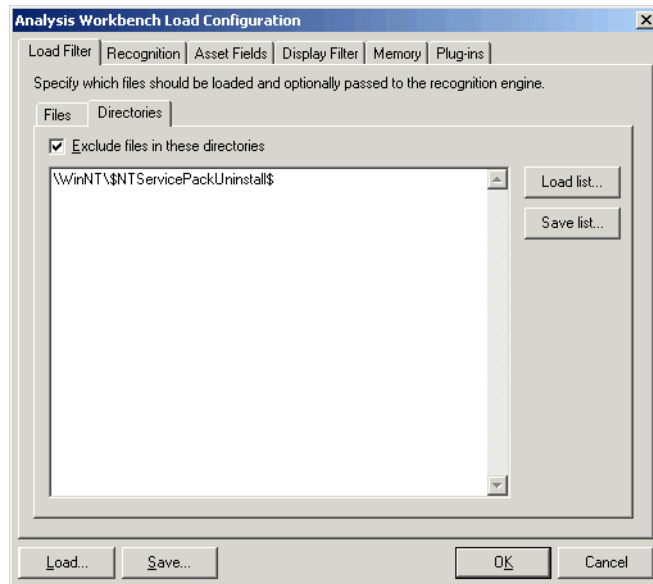 Analysis Workbench Load Configuration
Load Filter Recognition Asset Fields Display Filter Memory Plug-ins
Specify which files should be loaded and optionally passed to the recognition engine.
Files Directories
Exclude files in these directories
\WinNT\$NTServicePackUninstall$
Load list...
Save list...
Load... Save... OK Cancel